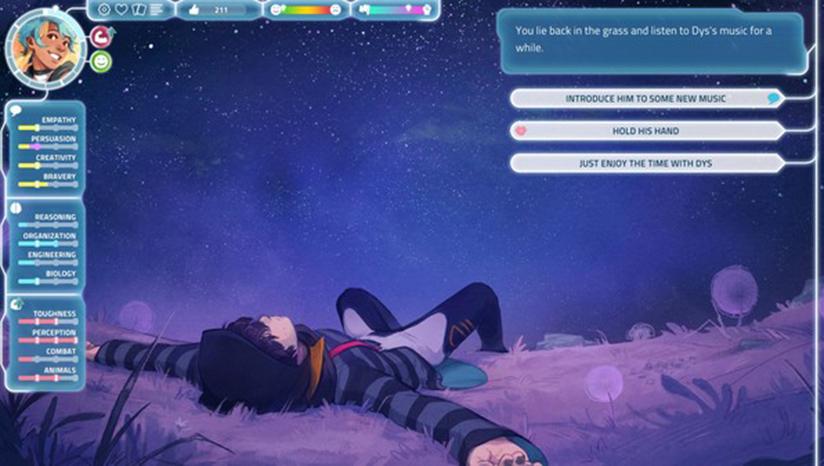 211
You lie back in the grass and listen to Dys's music for a
while.
INTRODUCE HIM TO SOME NEW MUSIC
HOLD HIS HAND
JUST ENJOY THE TIME WITH DYS
EMPATHY
PERSUASION
CREATIVITY
BRAVERY
REASONING
ORGANIZATION
ENGINEERING
BIOLOGY
TOUGHNESS
PERCEPTION
COMBAT
ANIMALS